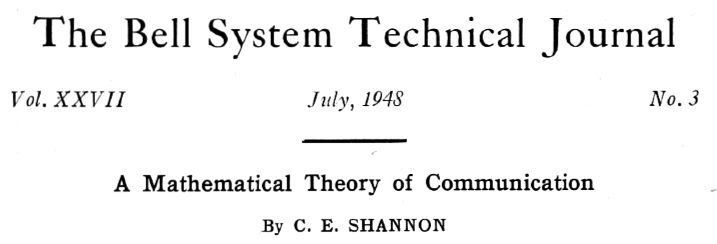 The Bell System Technical Journal
Vol. XXVII July, 1948 No. 3
A Mathematical Theory of Communication
By C. E. SHANNON